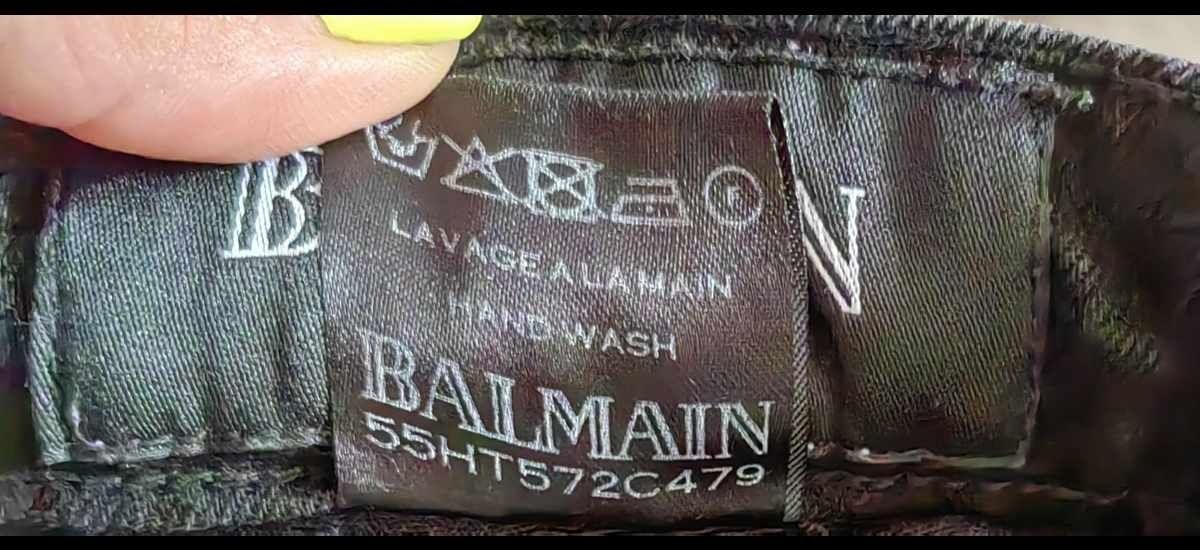 LAVAGE A LA MAIN
HAND WASH
BALMAIN
55HT572C479
B
N